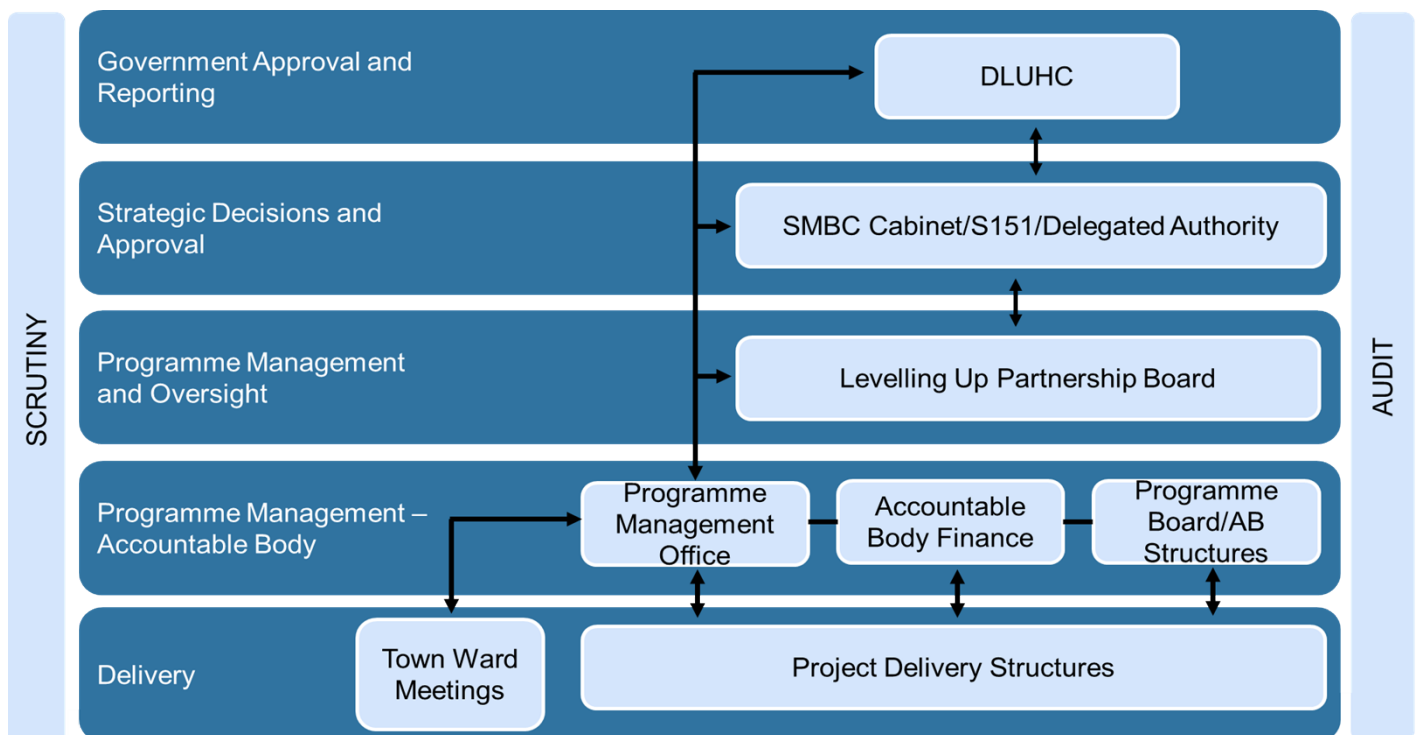 SCRUTINY
Government Approval and
Reporting
DLUHC
Strategic Decisions and
Approval
SMBC Cabinet/S151/Delegated Authority
Programme Management
and Oversight
Levelling Up Partnership Board
Programme Management –
Accountable Body
Programme
Management
Office
Accountable
Body Finance
Programme
Board/AB
Structures
Delivery
Town Ward
Meetings
Project Delivery Structures
AUDIT